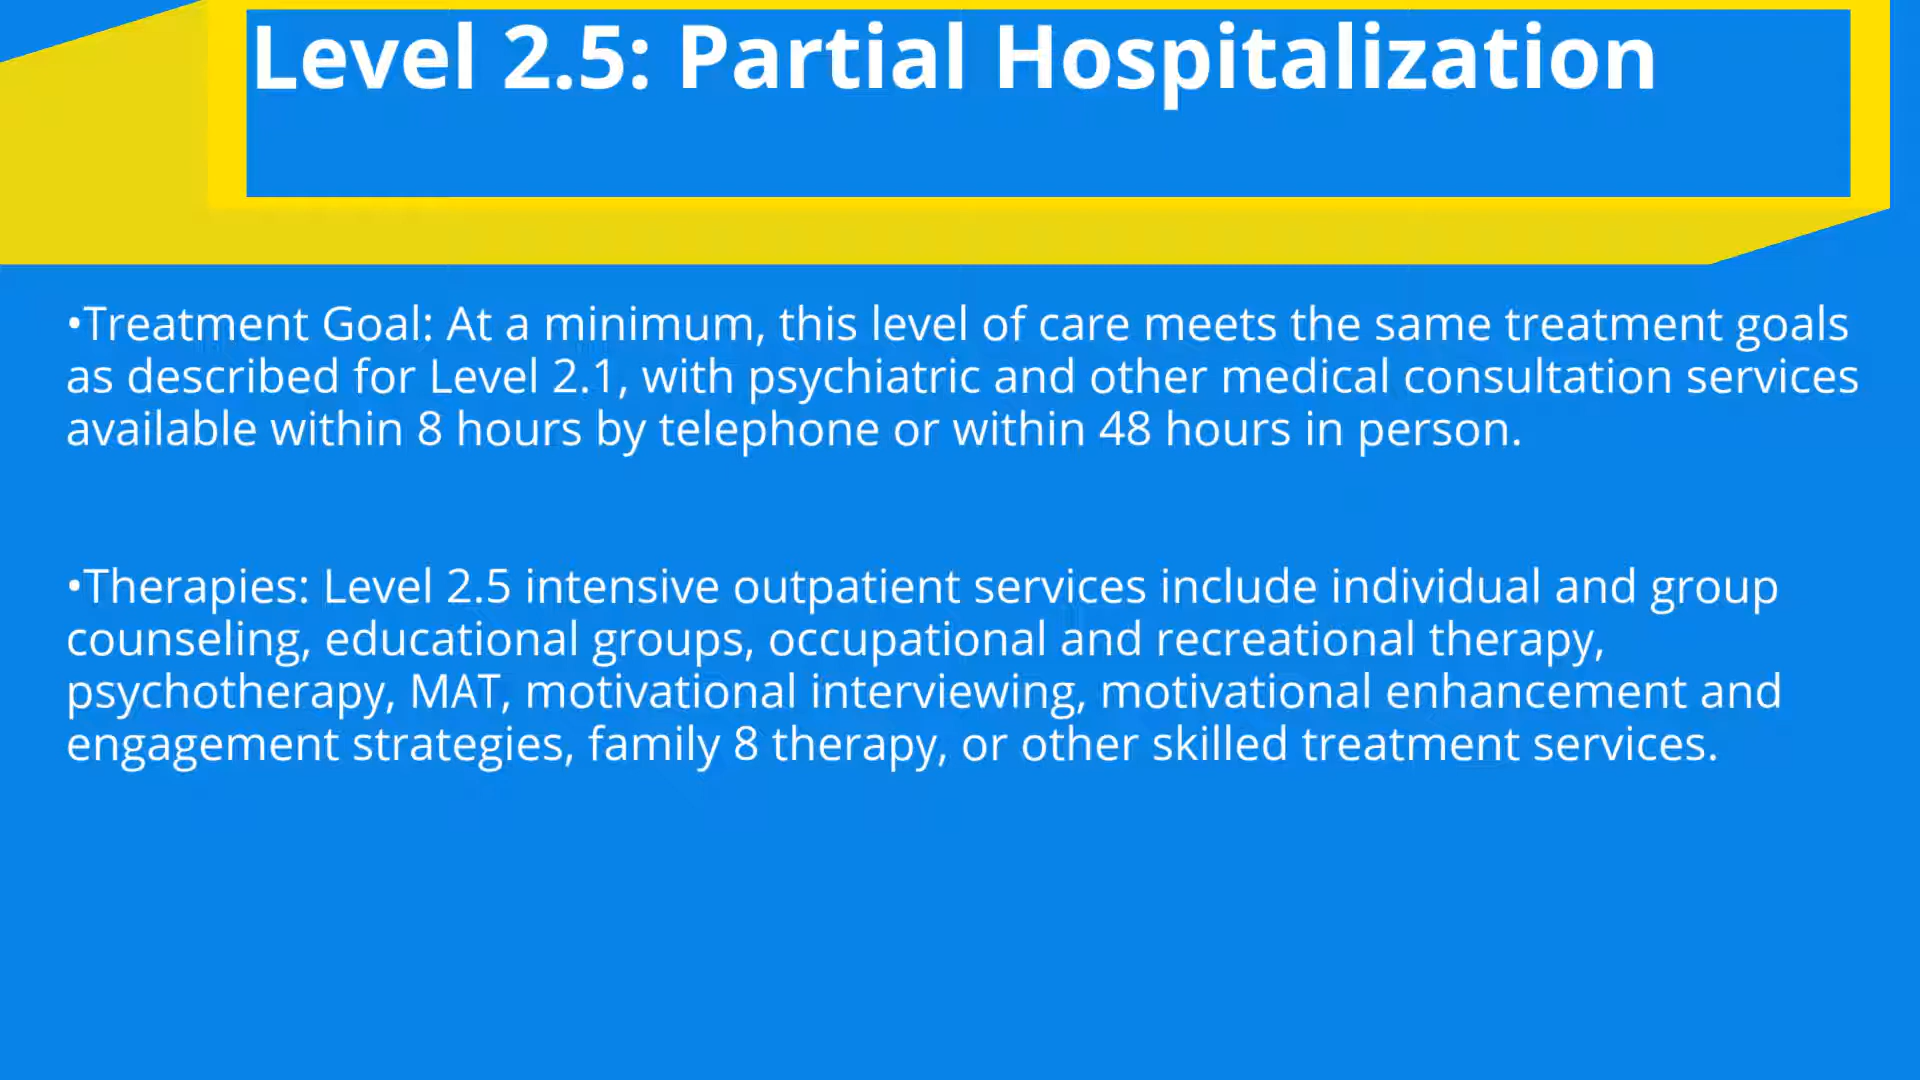 Level 2.5: Partial Hospitalization
•Treatment Goal: At a minimum, this level of care meets the same treatment goals
as described for Level 2.1, with psychiatric and other medical consultation services
available within 8 hours by telephone or within 48 hours in person.
•Therapies: Level 2.5 intensive outpatient services include individual and group
counseling, educational groups, occupational and recreational therapy,
psychotherapy, MAT, motivational interviewing, motivational enhancement and
engagement strategies, family 8 therapy, or other skilled treatment services.